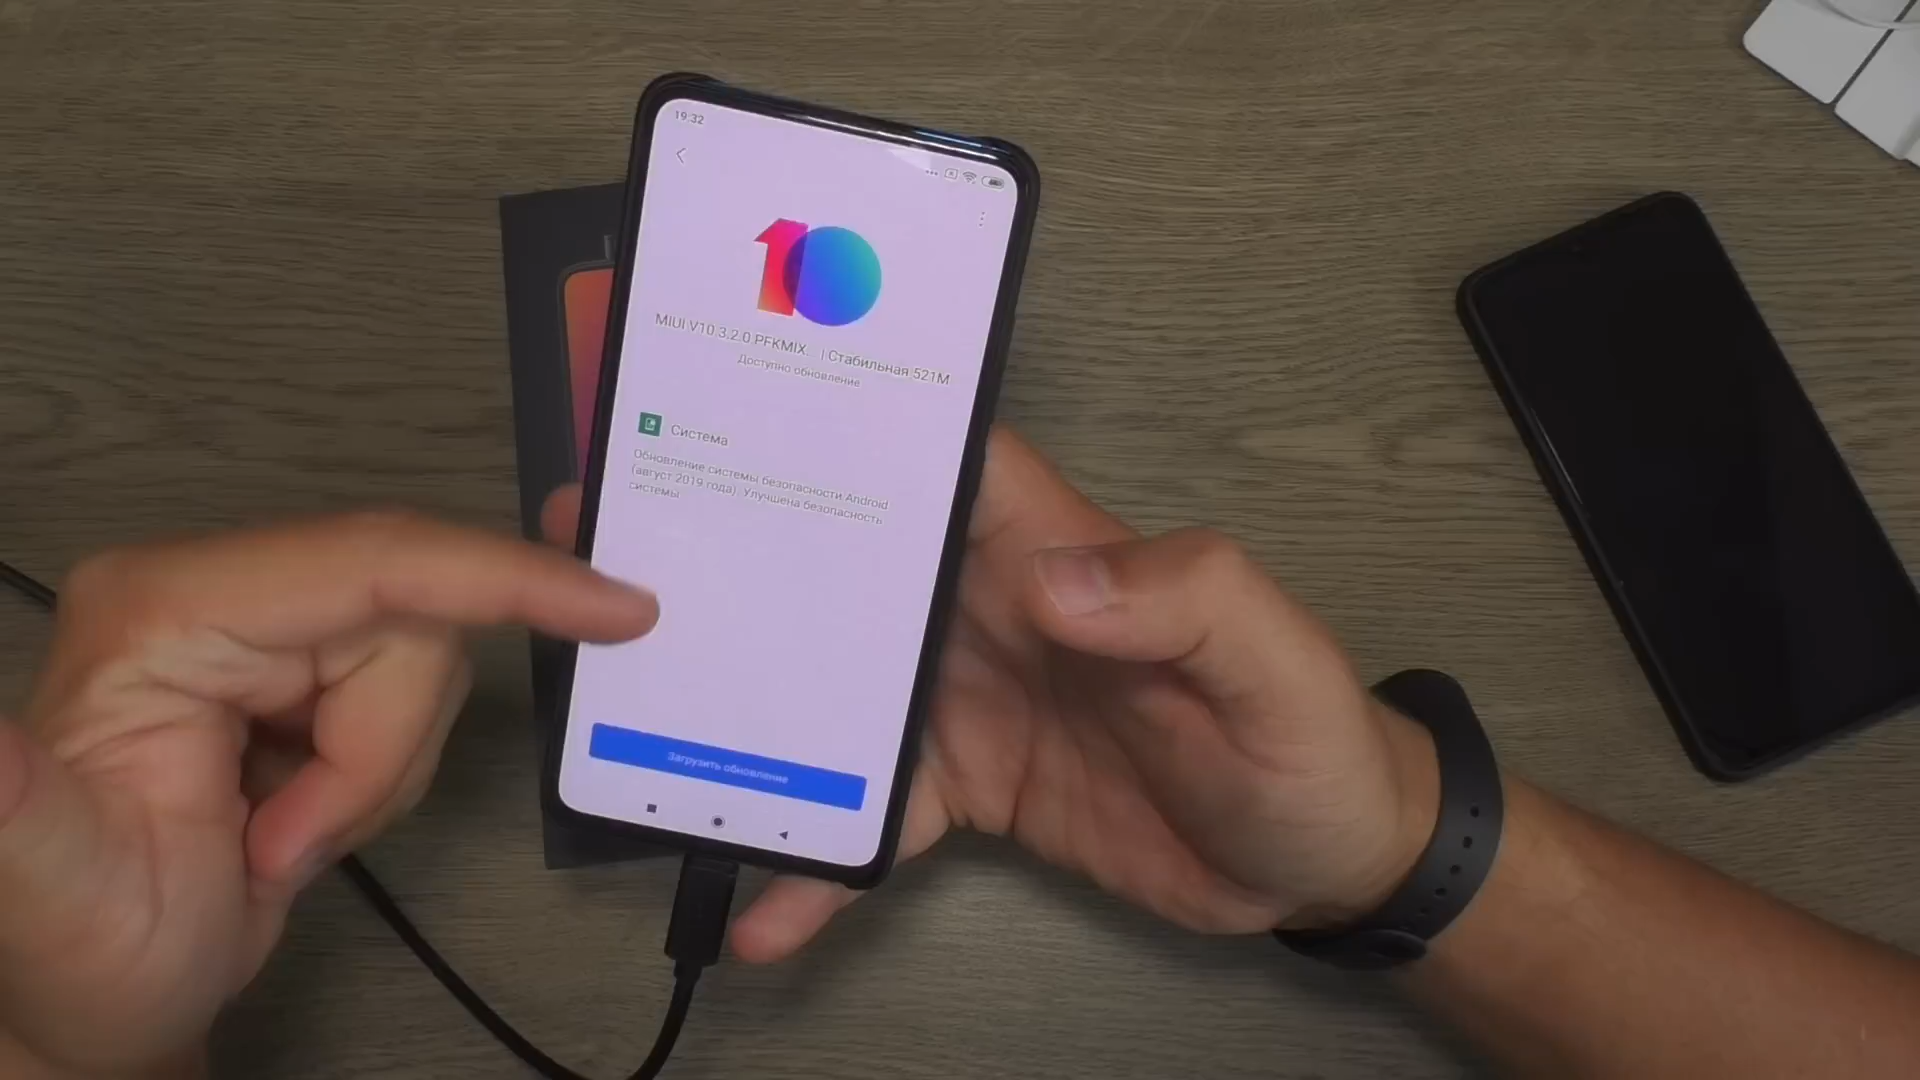 19:32
10
MIUI V10.3.2.0.PFKMIX. | Стабильная 521M
Доступно обновление
Система
Обновление системы безопасности Android
(август 2019 года). Улучшена безопасность
системы
Загрузить обновление